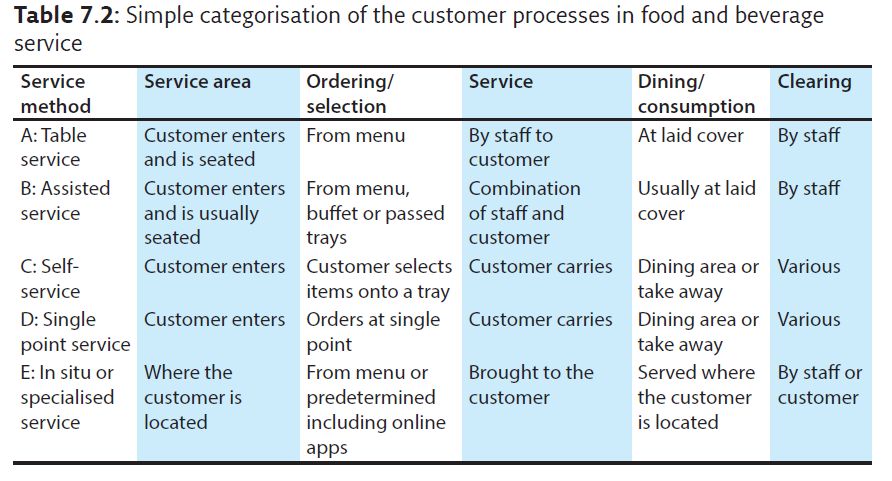 Table 7.2: Simple categorisation of the customer processes in food and beverage
service
Service method | Service area | Ordering/ selection | Service | Dining/ consumption | Clearing
A: Table service | Customer enters and is seated | From menu | By staff to customer | At laid cover | By staff
B: Assisted service | Customer enters and is usually seated | From menu, buffet or passed trays | Combination of staff and customer | Usually at laid cover | By staff
C: Self-service | Customer enters | Customer selects items onto a tray | Customer carries | Dining area or take away | Various
D: Single point service | Customer enters | Orders at single point | Customer carries | Dining area or take away | Various
E: In situ or specialised service | Where the customer is located | From menu or predetermined including online apps | Brought to the customer | Served where the customer is located | By staff or customer